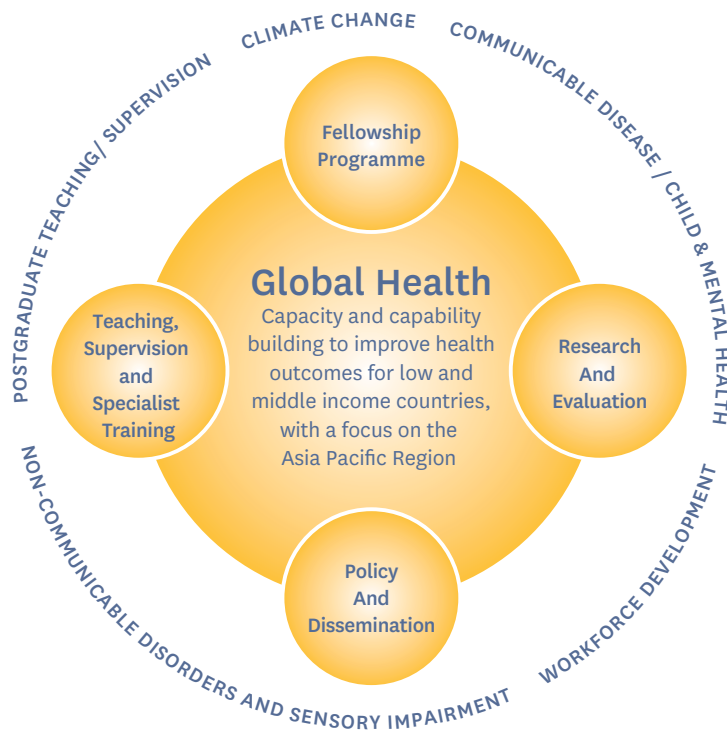 POSTGRADUATE TEACHING/ SUPERVISION
CLIMATE CHANGE
COMMUNICABLE DISEASE / CHILD & MENTAL HEALTH
Fellowship
Programme
Global Health
Capacity and capability
building to improve health
outcomes for low and
middle income countries,
with a focus on the
Asia Pacific Region
Teaching,
Supervision
and
Specialist
Training
Research
And
Evaluation
Policy
And
Dissemination
NON-COMMUNICABLE DISORDERS AND SENSORY IMPAIRMENT
WORKFORCE DEVELOPMENT